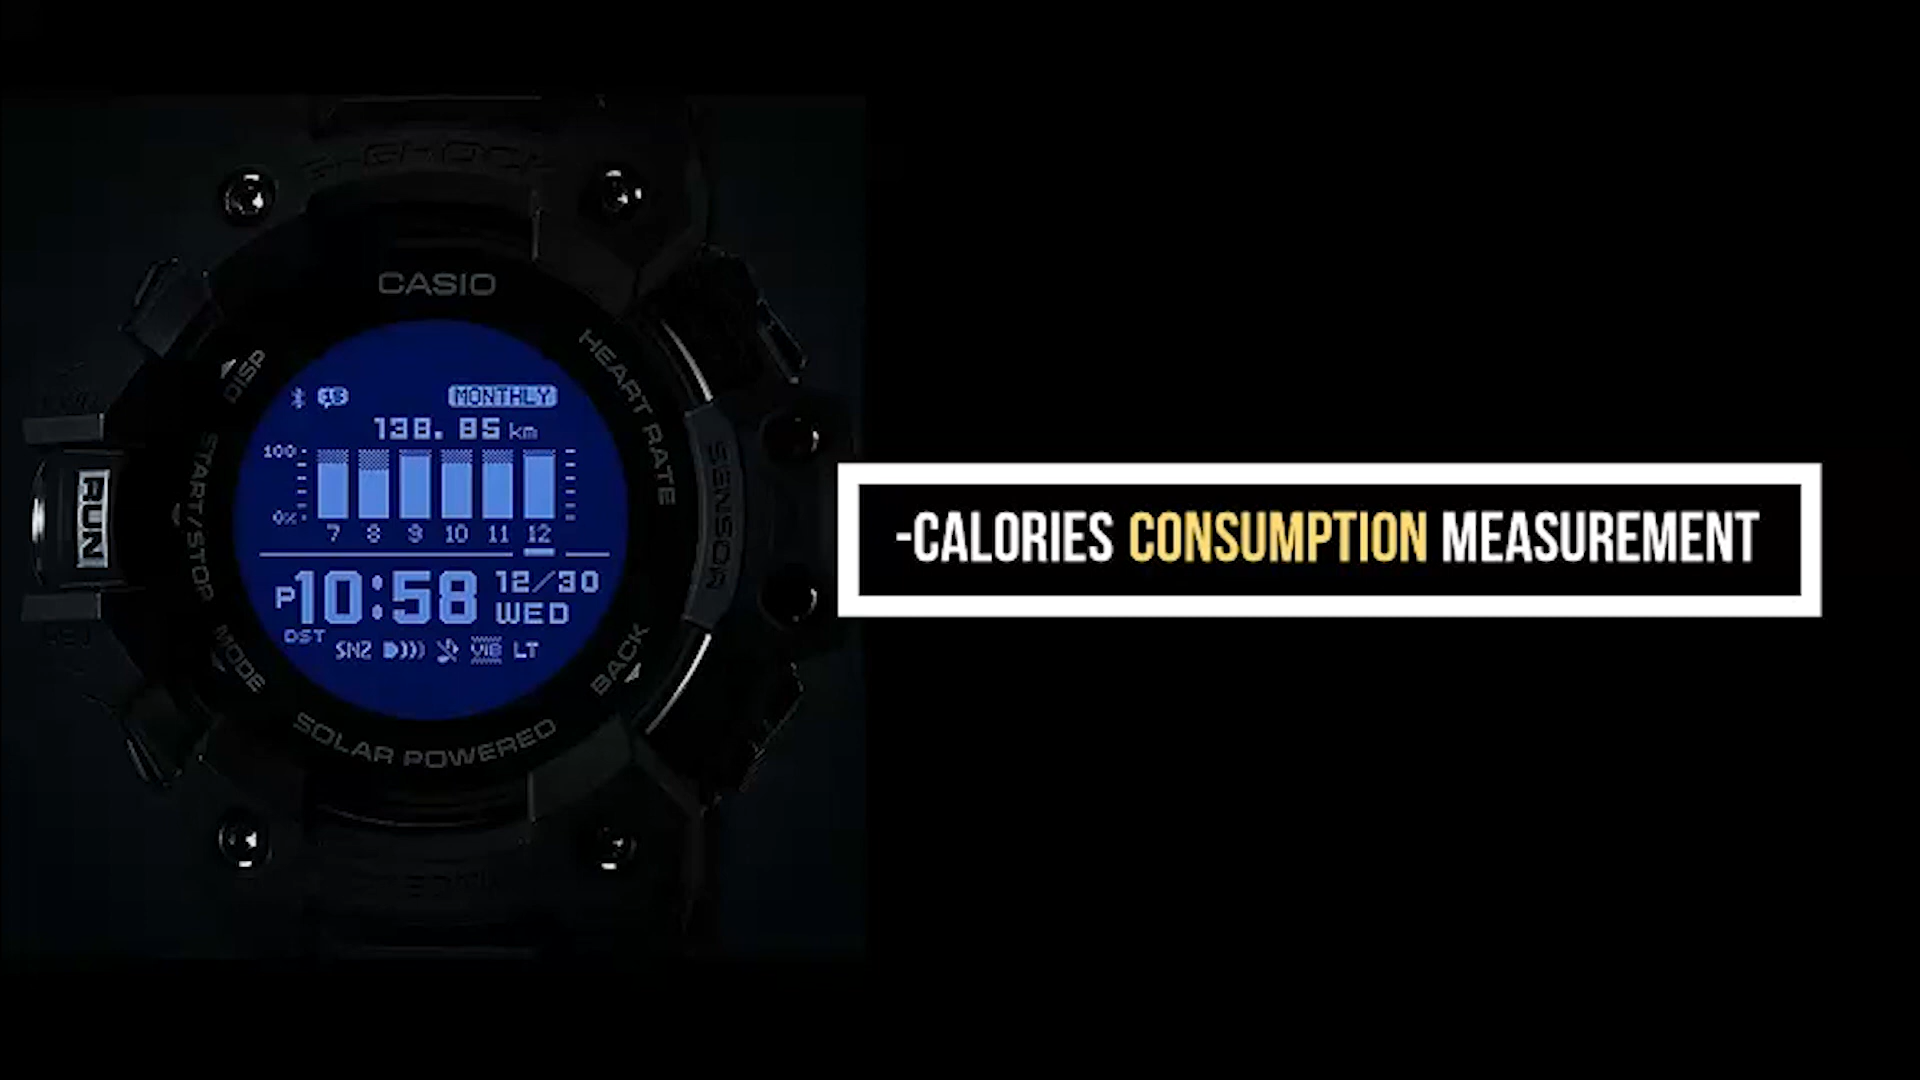 G-SHOCK
CASIO
DISP
HEART RATE
MONTHLY
138.85 km
100
0%
7 8 9 10 11 12
START/STOP
RUN
SENSOR
-CALORIES CONSUMPTION MEASUREMENT
P10:58 12/30
WED
DST
SNZ VIB LT
MODE
BACK
SOLAR POWERED